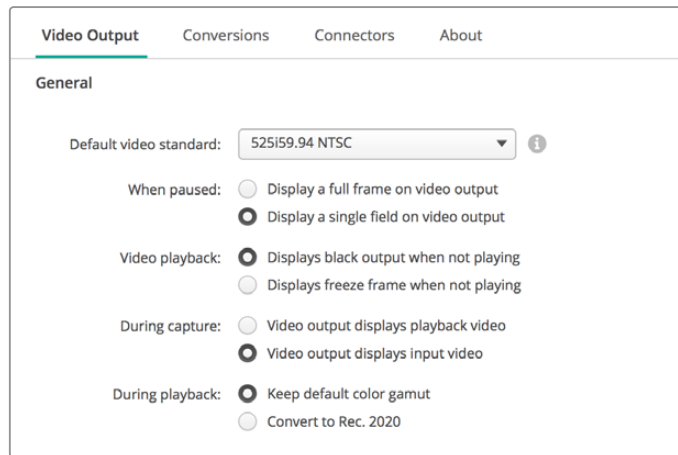 Video Output Conversions Connectors About
General
Default video standard: 525i59.94 NTSC
When paused: Display a full frame on video output
Display a single field on video output
Video playback: Displays black output when not playing
Displays freeze frame when not playing
During capture: Video output displays playback video
Video output displays input video
During playback: Keep default color gamut
Convert to Rec. 2020